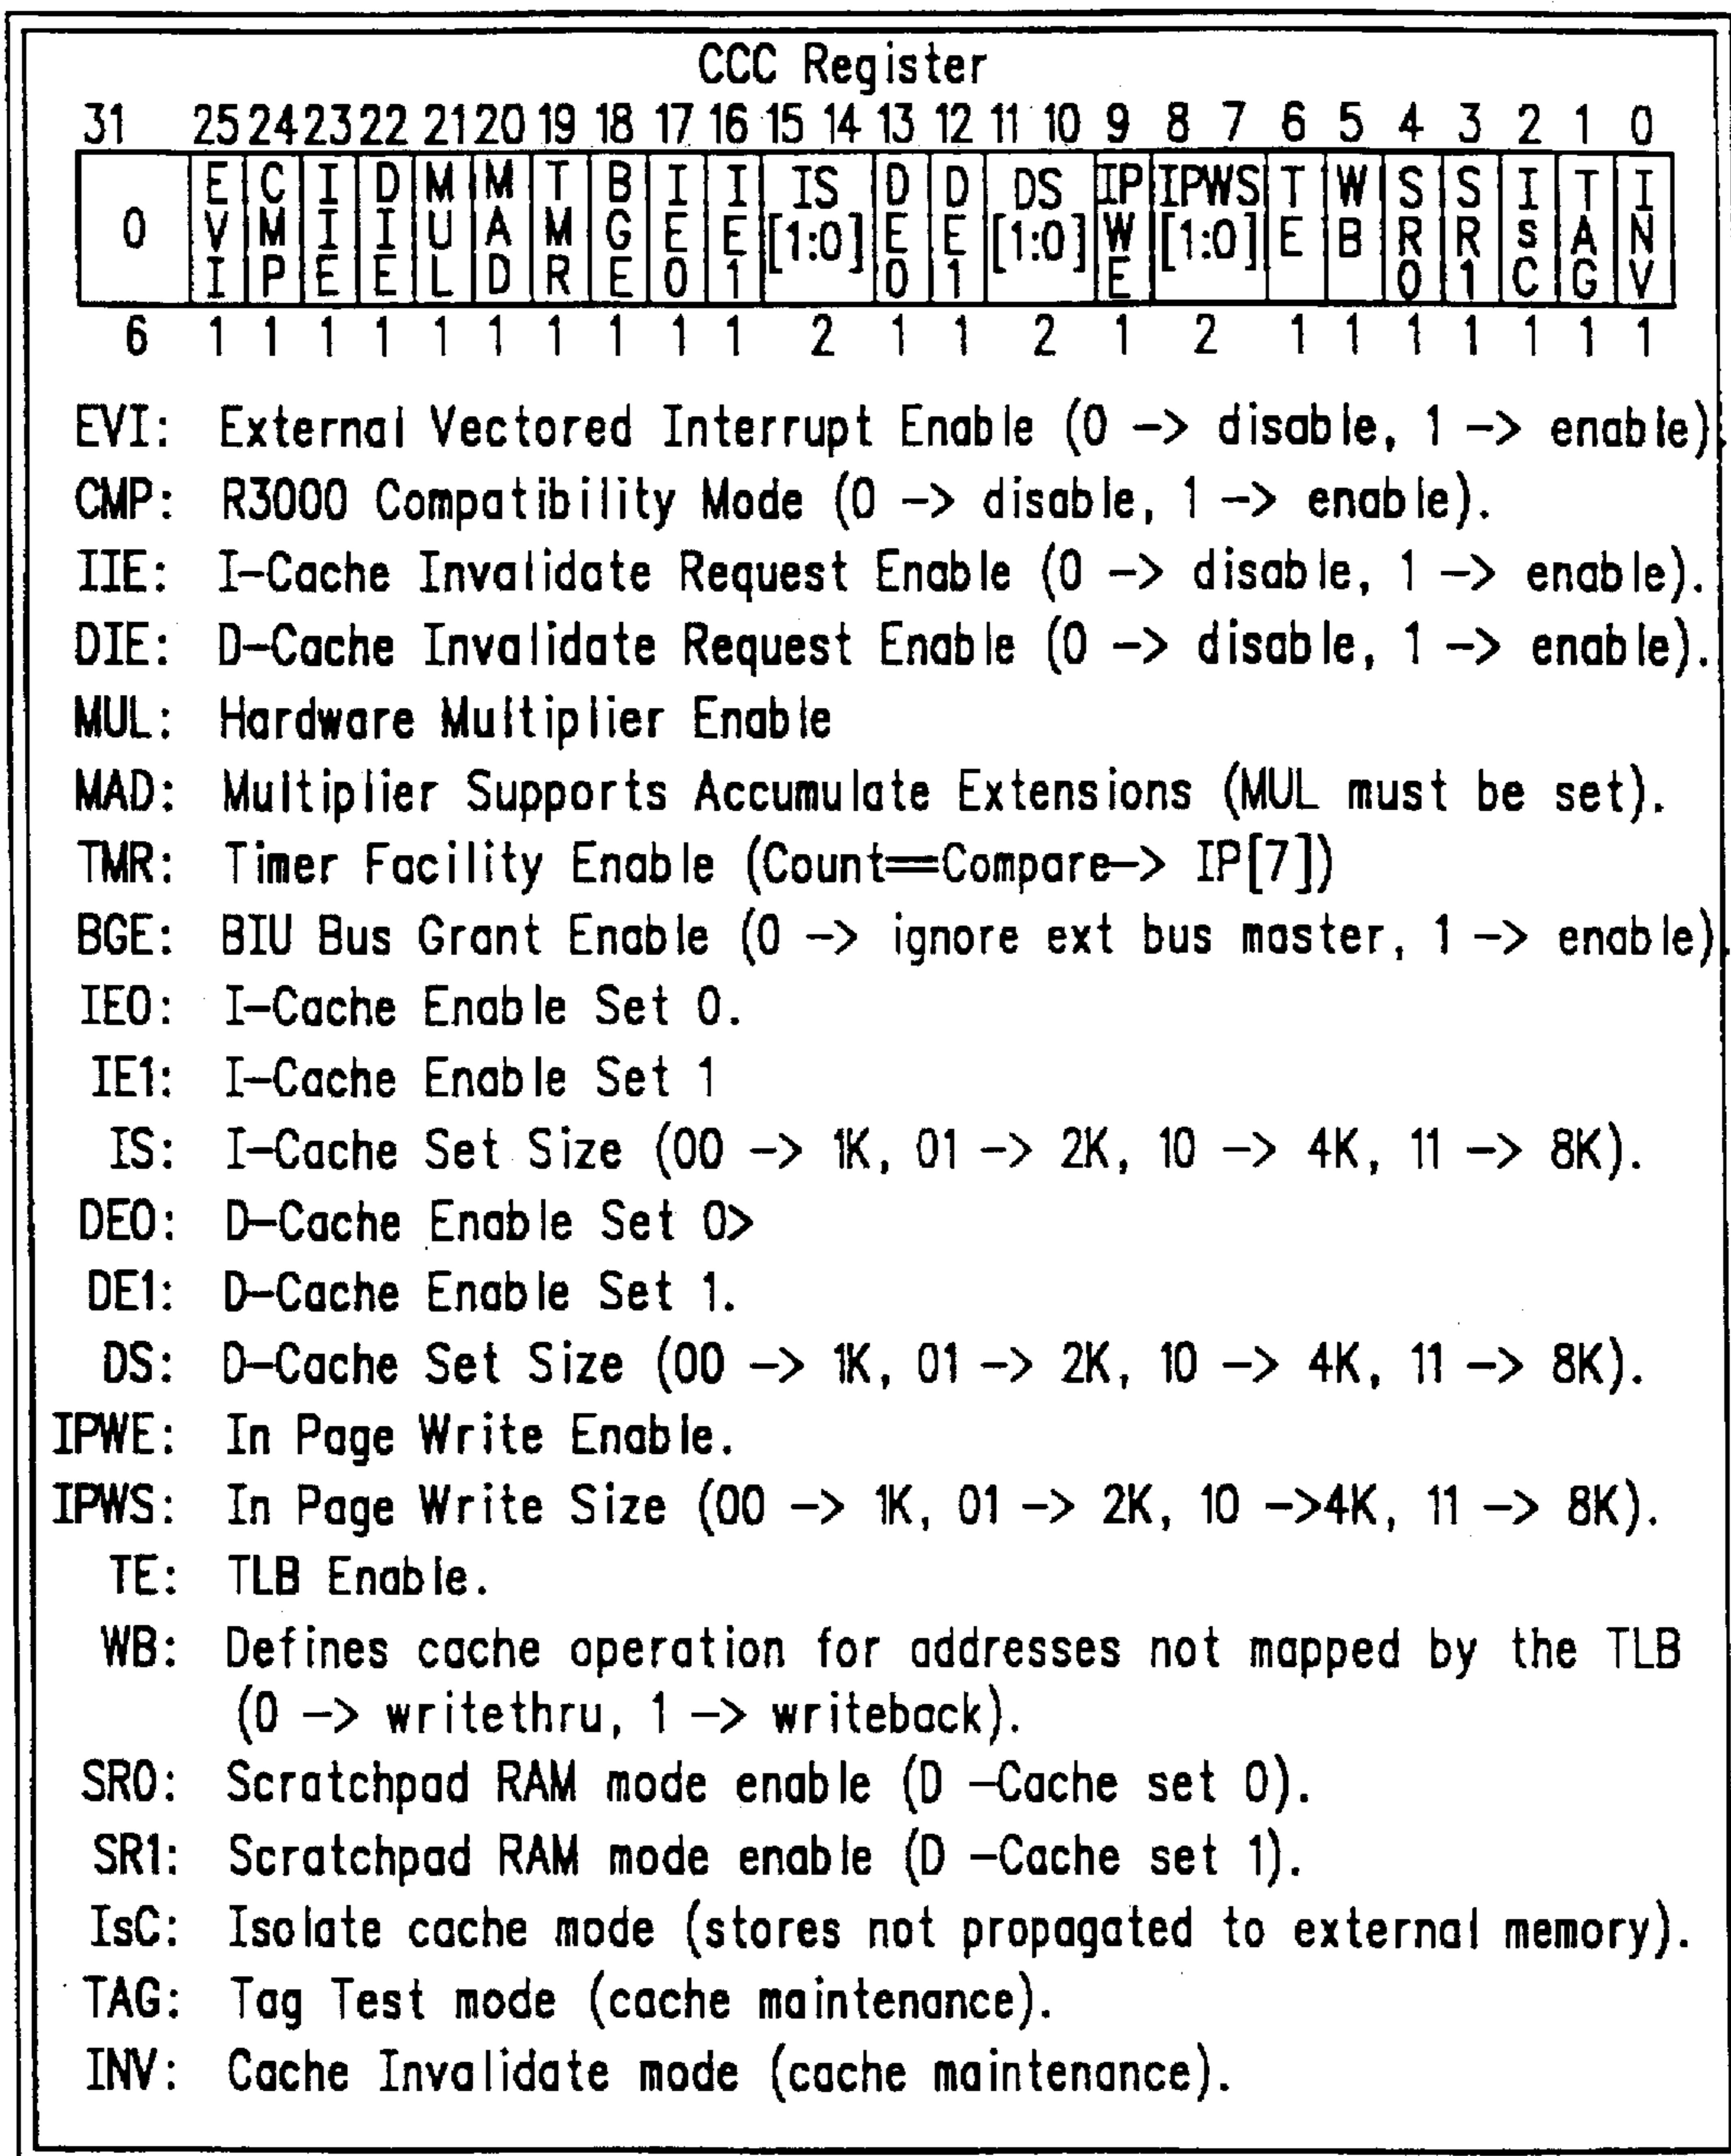 CCC Register
31 25 24 23 22 21 20 19 18 17 16 15 14 13 12 11 10 9 8 7 6 5 4 3 2 1 0
0 EVI CMP IIE DIE MUL MAD TMR BGE IE0 IE1 IS [1:0] DE0 DE1 DS [1:0] IPWE IPWS [1:0] TE WB SR0 SR1 IsC TAG INV
6 1 1 1 1 1 1 1 1 1 1 2 1 1 2 1 2 1 1 1 1 1 1 1
EVI: External Vectored Interrupt Enable (0 -> disable, 1 -> enable).
CMP: R3000 Compatibility Mode (0 -> disable, 1 -> enable).
IIE: I-Cache Invalidate Request Enable (0 -> disable, 1 -> enable).
DIE: D-Cache Invalidate Request Enable (0 -> disable, 1 -> enable).
MUL: Hardware Multiplier Enable
MAD: Multiplier Supports Accumulate Extensions (MUL must be set).
TMR: Timer Facility Enable (Count==Compare-> IP[7])
BGE: BIU Bus Grant Enable (0 -> ignore ext bus master, 1 -> enable).
IE0: I-Cache Enable Set 0.
IE1: I-Cache Enable Set 1
IS: I-Cache Set Size (00 -> 1K, 01 -> 2K, 10 -> 4K, 11 -> 8K).
DE0: D-Cache Enable Set 0>
DE1: D-Cache Enable Set 1.
DS: D-Cache Set Size (00 -> 1K, 01 -> 2K, 10 -> 4K, 11 -> 8K).
IPWE: In Page Write Enable.
IPWS: In Page Write Size (00 -> 1K, 01 -> 2K, 10 ->4K, 11 -> 8K).
TE: TLB Enable.
WB: Defines cache operation for addresses not mapped by the TLB
(0 -> writethru, 1 -> writeback).
SR0: Scratchpad RAM mode enable (D -Cache set 0).
SR1: Scratchpad RAM mode enable (D -Cache set 1).
IsC: Isolate cache mode (stores not propagated to external memory).
TAG: Tag Test mode (cache maintenance).
INV: Cache Invalidate mode (cache maintenance).